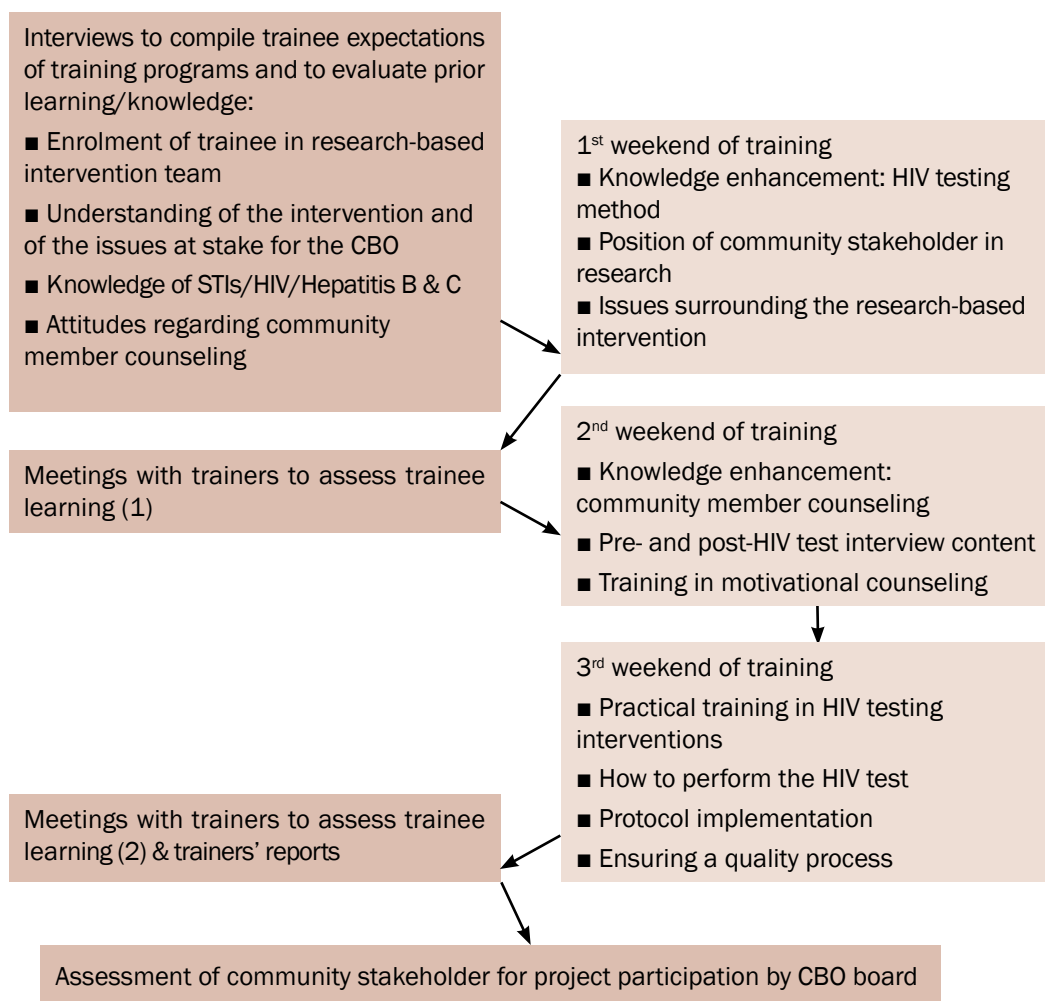 Interviews to compile trainee expectations
of training programs and to evaluate prior
learning/knowledge:
■ Enrolment of trainee in research-based
intervention team
■ Understanding of the intervention and
of the issues at stake for the CBO
■ Knowledge of STIs/HIV/Hepatitis B & C
■ Attitudes regarding community
member counseling
1st weekend of training
■ Knowledge enhancement: HIV testing
method
■ Position of community stakeholder in
research
■ Issues surrounding the research-based
intervention
Meetings with trainers to assess trainee
learning (1)
2nd weekend of training
■ Knowledge enhancement:
community member counseling
■ Pre- and post-HIV test interview content
■ Training in motivational counseling
3rd weekend of training
■ Practical training in HIV testing
interventions
■ How to perform the HIV test
■ Protocol implementation
■ Ensuring a quality process
Meetings with trainers to assess trainee
learning (2) & trainers' reports
Assessment of community stakeholder for project participation by CBO board